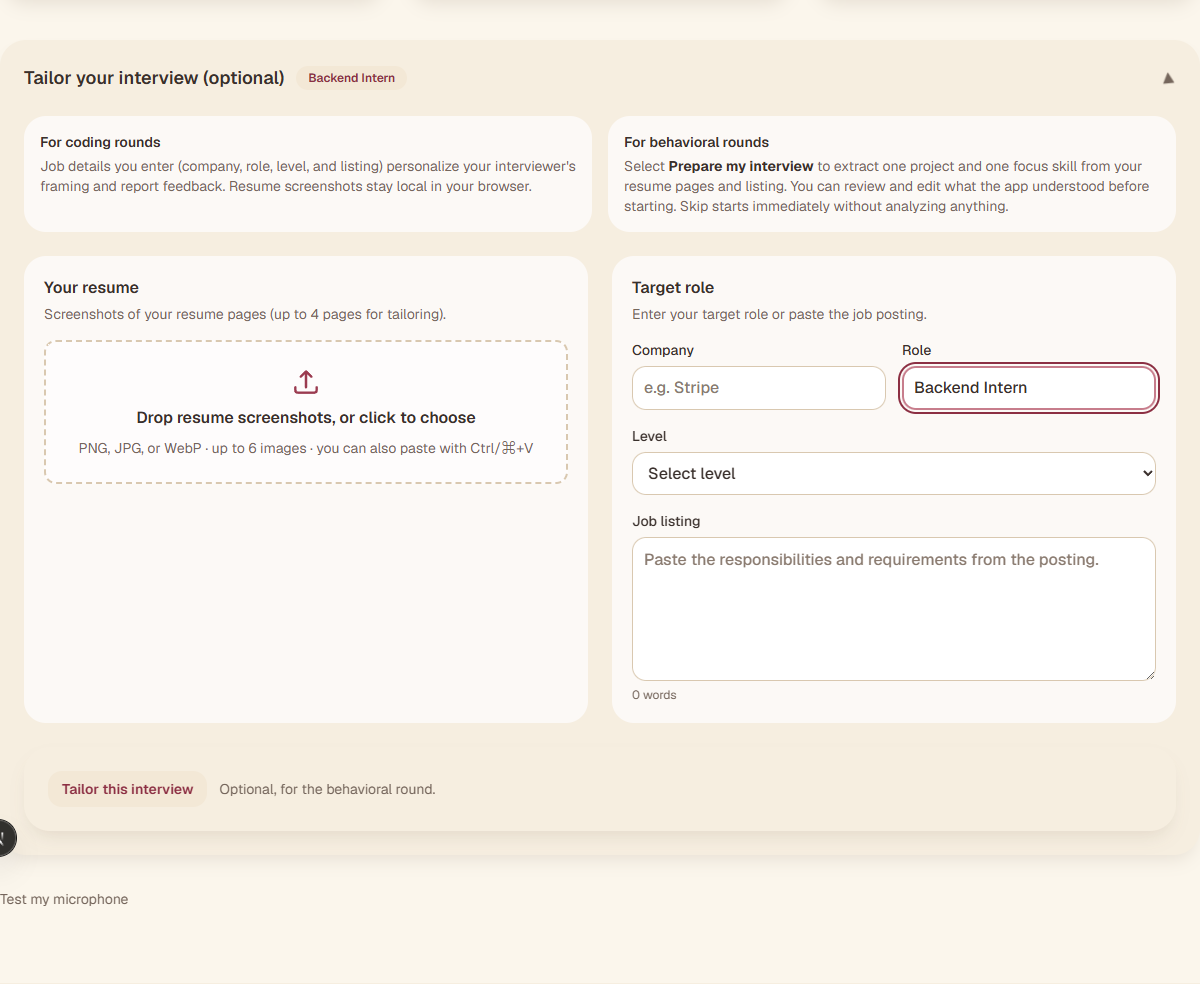 Tailor your interview (optional)
Backend Intern
▲
For coding rounds
Job details you enter (company, role, level, and listing) personalize your interviewer's
framing and report feedback. Resume screenshots stay local in your browser.
For behavioral rounds
Select Prepare my interview to extract one project and one focus skill from your
resume pages and listing. You can review and edit what the app understood before
starting. Skip starts immediately without analyzing anything.
Your resume
Screenshots of your resume pages (up to 4 pages for tailoring).
Drop resume screenshots, or click to choose
PNG, JPG, or WebP · up to 6 images · you can also paste with Ctrl/⌘+V
Target role
Enter your target role or paste the job posting.
Company
e.g. Stripe
Role
Backend Intern
Level
Select level
Job listing
Paste the responsibilities and requirements from the posting.
0 words
Tailor this interview
Optional, for the behavioral round.
Test my microphone